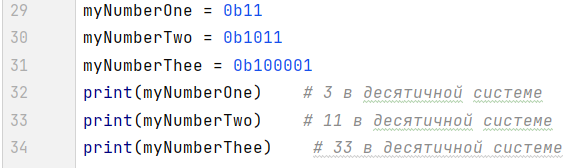 29 myNumberOne = 0b11
30 myNumberTwo = 0b1011
31 myNumberThee = 0b100001
32 print(myNumberOne) # 3 в десятичной системе
33 print(myNumberTwo) # 11 в десятичной системе
34 print(myNumberThee) # 33 в десятичной системе